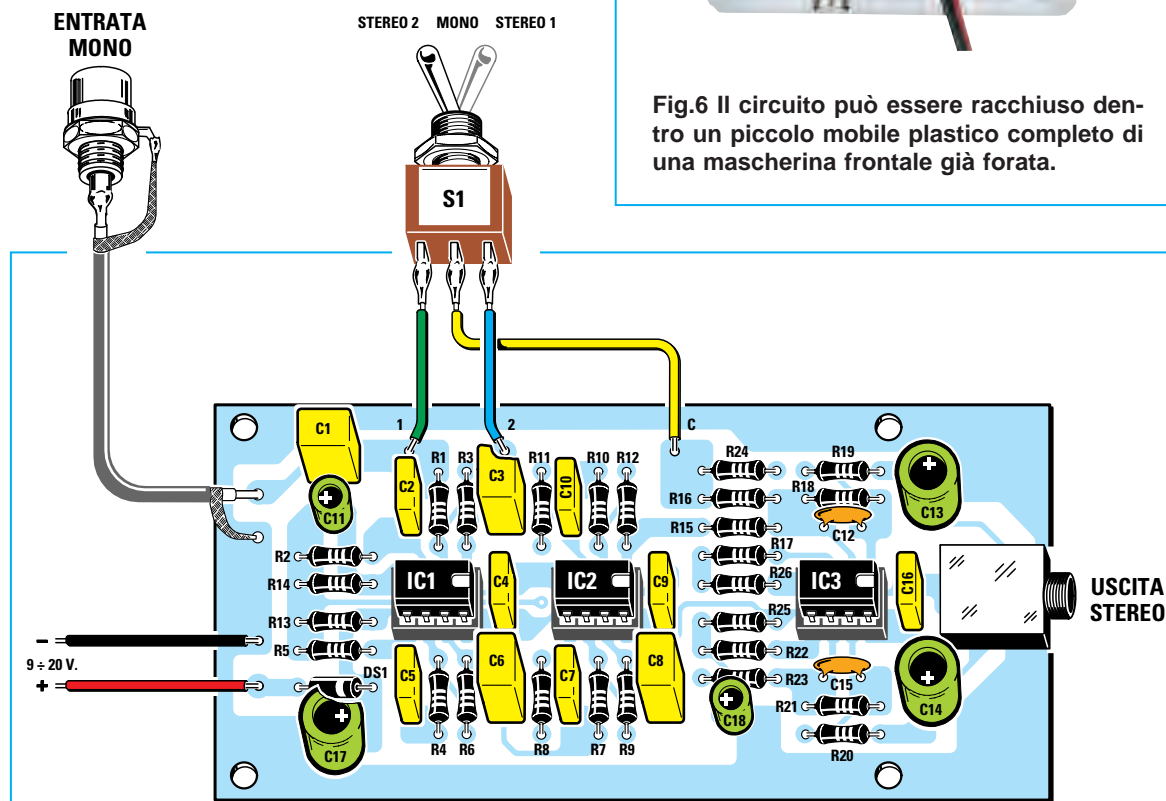 ENTRATA
MONO
STEREO 2 MONO STEREO 1
S1
Fig.6 Il circuito può essere racchiuso den-
tro un piccolo mobile plastico completo di
una mascherina frontale già forata.
1
2
C
C1
C11
C2
R1
R3
C3
R11
C10
R10
R12
R24
R16
R15
R17
R26
R25
R22
R23
R19
R18
C12
C13
R2
R14
R13
R5
DS1
C17
IC1
C4
IC2
C9
IC3
C16
C5
R4
R6
C6
R8
C7
R7
R9
C8
C18
C15
R21
R20
C14
-
9 ÷ 20 V.
+
USCITA
STEREO